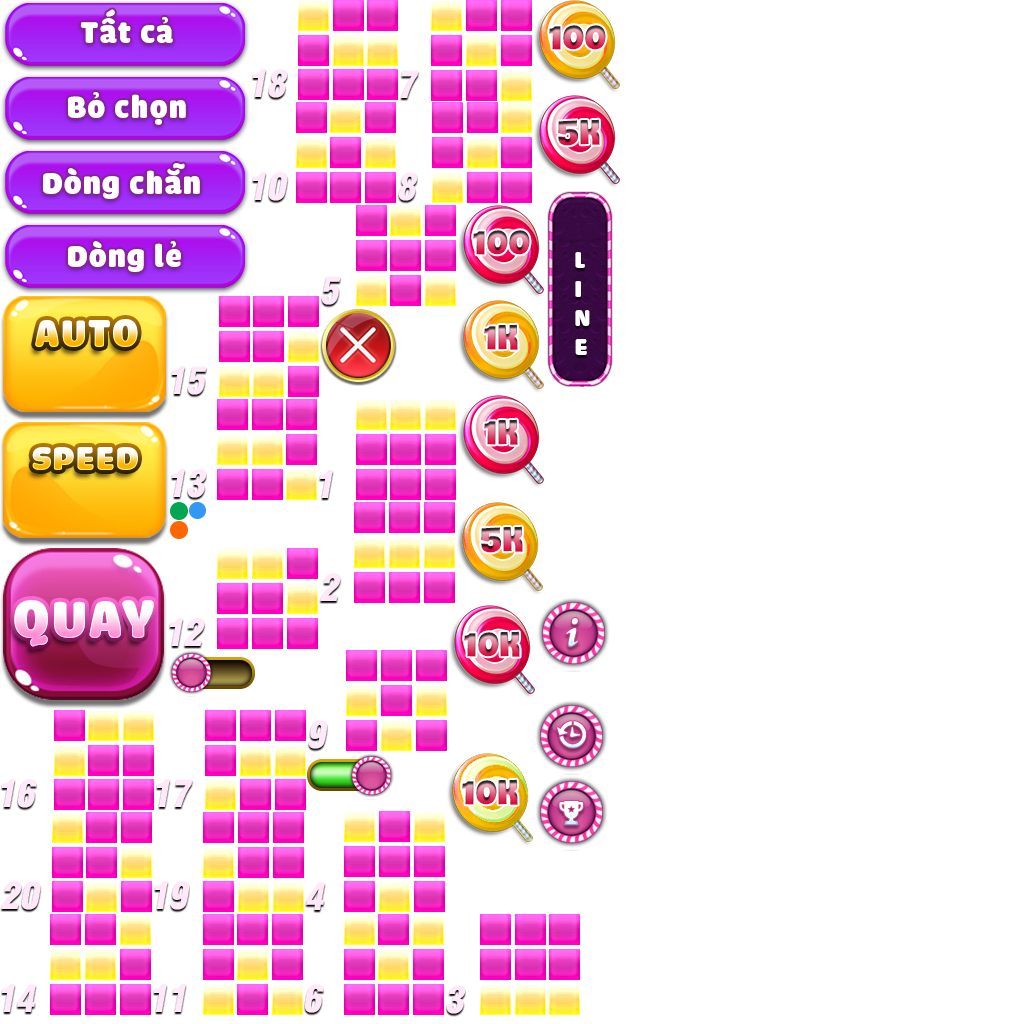 Tất cả
Bỏ chọn
Dòng chẵn
Dòng lẻ
AUTO
SPEED
QUAY
18
7
10
8
5
15
13
1
2
12
9
16
17
20
19
4
14
11
6
3
100
5K
100
1K
1K
5K
10K
10K
LINE
i